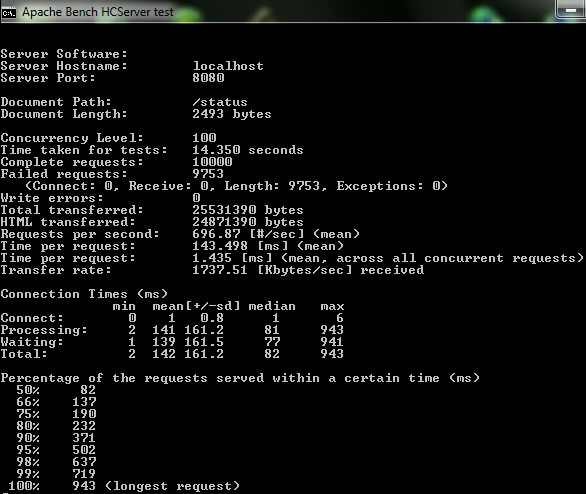 Apache Bench HCServer test
Server Software:
Server Hostname:        localhost
Server Port:            8080
Document Path:          /status
Document Length:        2493 bytes
Concurrency Level:      100
Time taken for tests:   14.350 seconds
Complete requests:      10000
Failed requests:        9753
   (Connect: 0, Receive: 0, Length: 9753, Exceptions: 0)
Write errors:           0
Total transferred:      25531390 bytes
HTML transferred:       24871390 bytes
Requests per second:    696.87 [#/sec] (mean)
Time per request:       143.498 [ms] (mean)
Time per request:       1.435 [ms] (mean, across all concurrent requests)
Transfer rate:          1737.51 [Kbytes/sec] received
Connection Times (ms)
              min  mean[+/-sd] median   max
Connect:        0    1   0.8      1       6
Processing:     2  141 161.2     81     943
Waiting:        1  139 161.5     77     941
Total:          2  142 161.2     82     943
Percentage of the requests served within a certain time (ms)
  50%     82
  66%    137
  75%    190
  80%    232
  90%    371
  95%    502
  98%    637
  99%    719
 100%    943 (longest request)